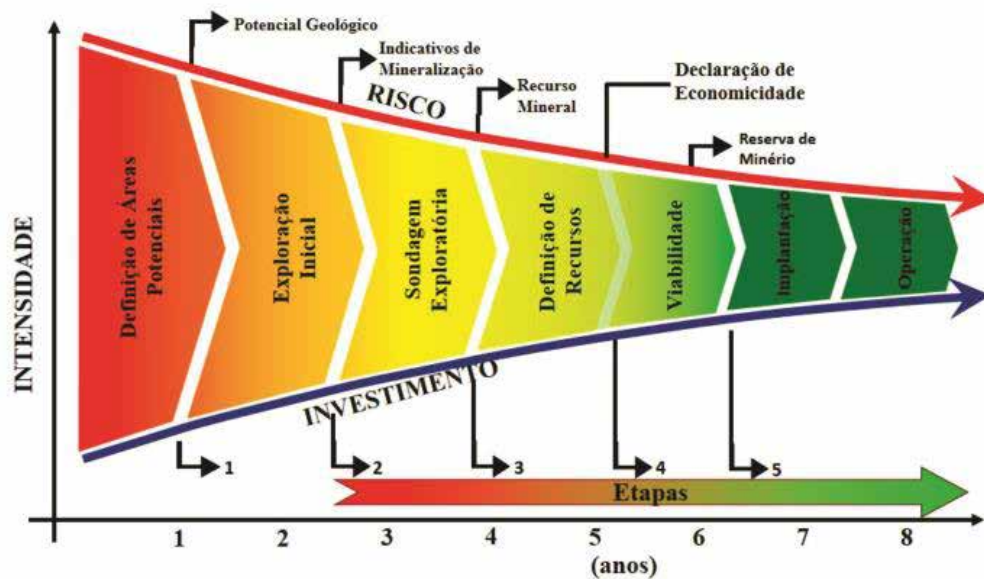 Potencial Geológico
Indicativos de
Mineralização
RISCO
Recurso
Mineral
Declaração de
Economicidade
Reserva de
Minério
INTENSIDADE
Definição de Áreas
Potenciais
Exploração
Inicial
Sondagem
Exploratória
Definição de
Recursos
Viabilidade
Implantação
Operação
INVESTIMENTO
1
2
3
4
5
Etapas
1 2 3 4 5 6 7 8
(anos)